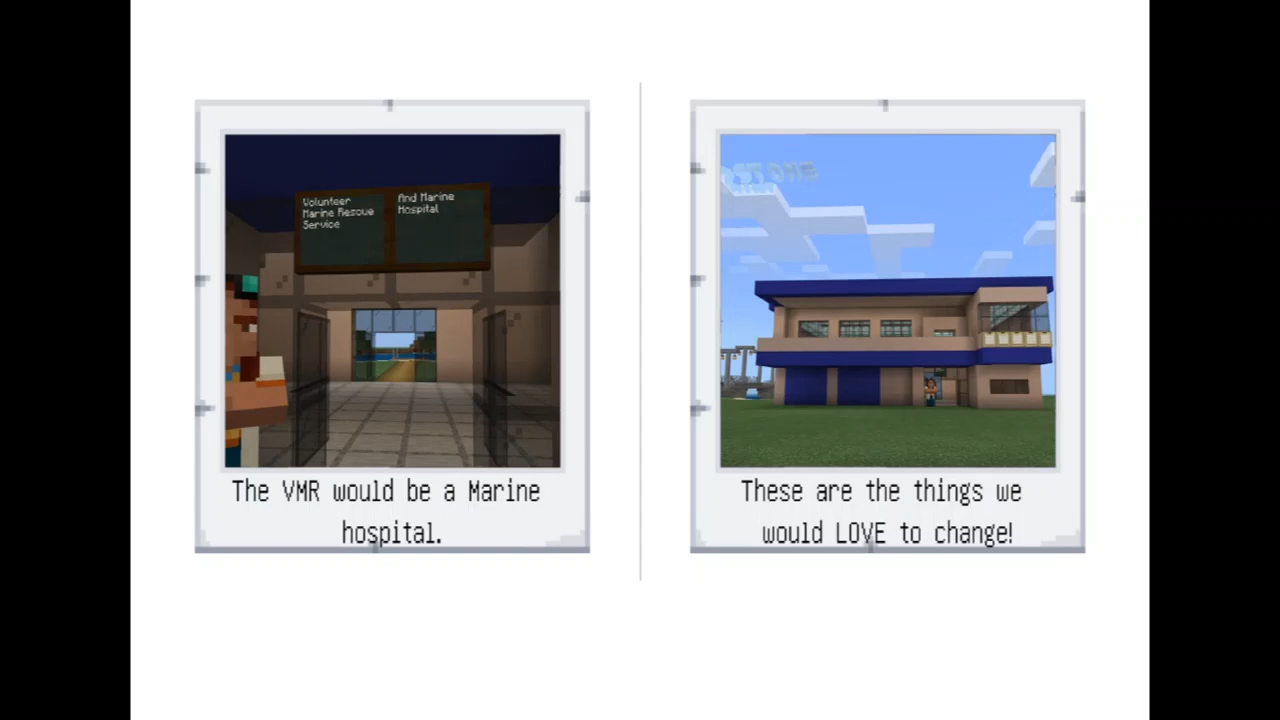 Volunteer
Marine Rescue
Service
And Marine
Hospital
The VMR would be a Marine
hospital.
These are the things we
would LOVE to change!